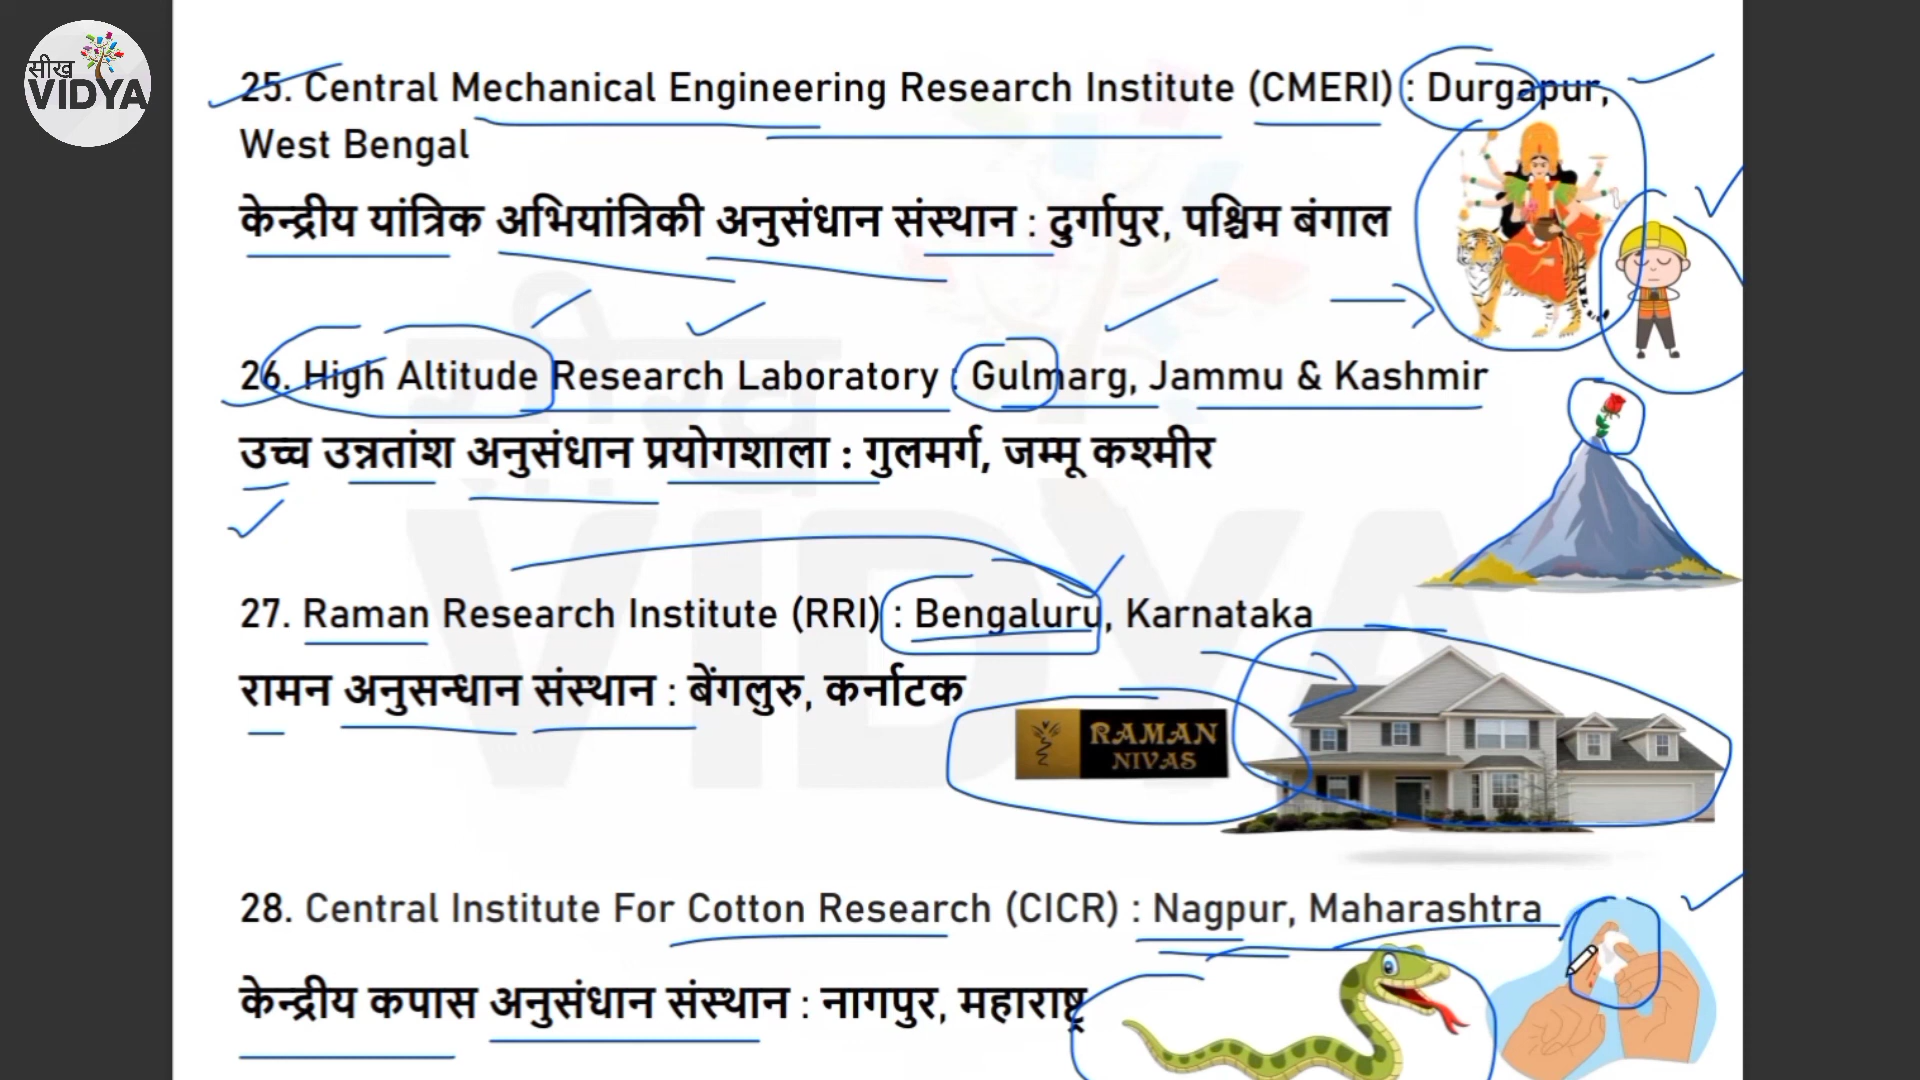 सीख
VIDYA
25. Central Mechanical Engineering Research Institute (CMERI) : Durgapur,
West Bengal
केन्द्रीय यांत्रिक अभियांत्रिकी अनुसंधान संस्थान : दुर्गापुर, पश्चिम बंगाल
26. High Altitude Research Laboratory : Gulmarg, Jammu & Kashmir
उच्च उन्नतांश अनुसंधान प्रयोगशाला : गुलमर्ग, जम्मू कश्मीर
27. Raman Research Institute (RRI) : Bengaluru, Karnataka
रामन अनुसन्धान संस्थान : बेंगलुरु, कर्नाटक
RAMAN
NIVAS
28. Central Institute For Cotton Research (CICR) : Nagpur, Maharashtra
केन्द्रीय कपास अनुसंधान संस्थान : नागपुर, महाराष्ट्र
सीख
VIDYA